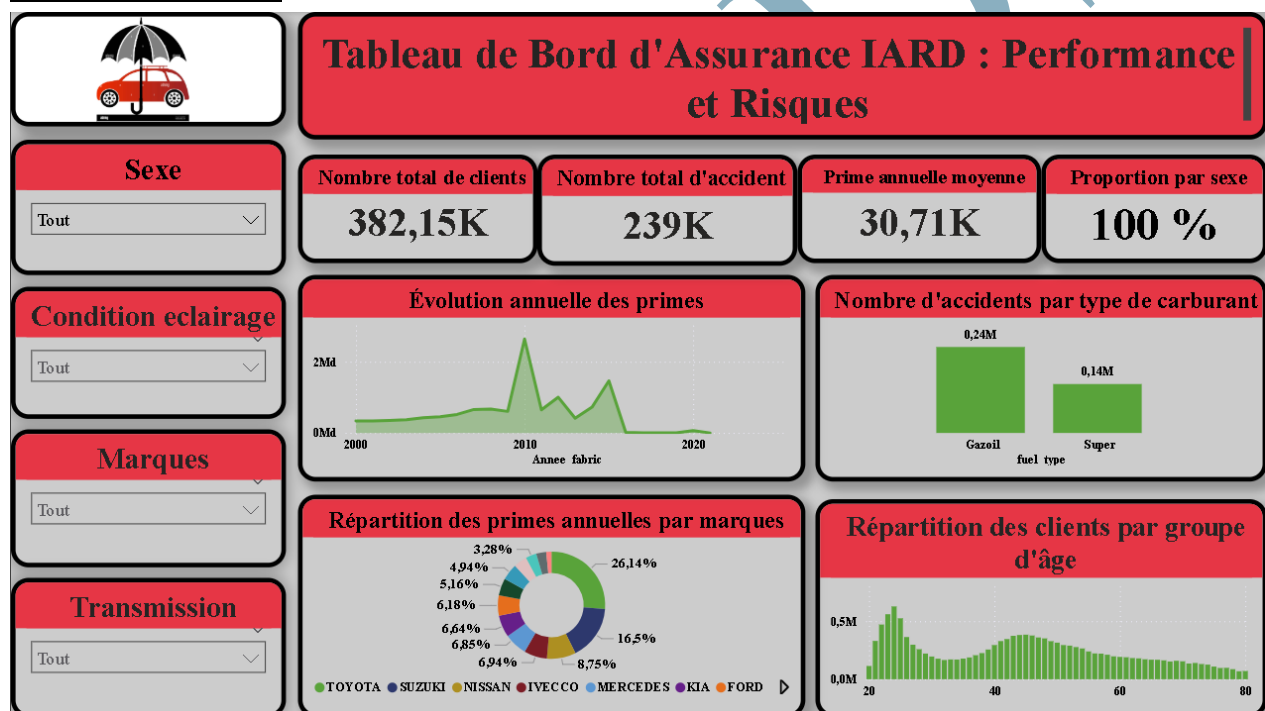 Tableau de Bord d'Assurance IARD : Performance
et Risques
Sexe
Tout
Condition eclairage
Tout
Marques
Tout
Transmission
Tout
Nombre total de clients
382,15K
Nombre total d'accident
239K
Prime annuelle moyenne
30,71K
Proportion par sexe
100 %
Évolution annuelle des primes
2Md
0Md
2000
2010
2020
Annee_fabric
Nombre d'accidents par type de carburant
0,24M
0,14M
Gazoil
Super
fuel_type
Répartition des primes annuelles par marques
3,28%
4,94%
5,16%
6,18%
6,64%
6,85%
6,94%
8,75%
16,5%
26,14%
TOYOTA SUZUKI NISSAN IVECCO MERCEDES KIA FORD
Répartition des clients par groupe
d'âge
0,5M
0,0M
20
40
60
80